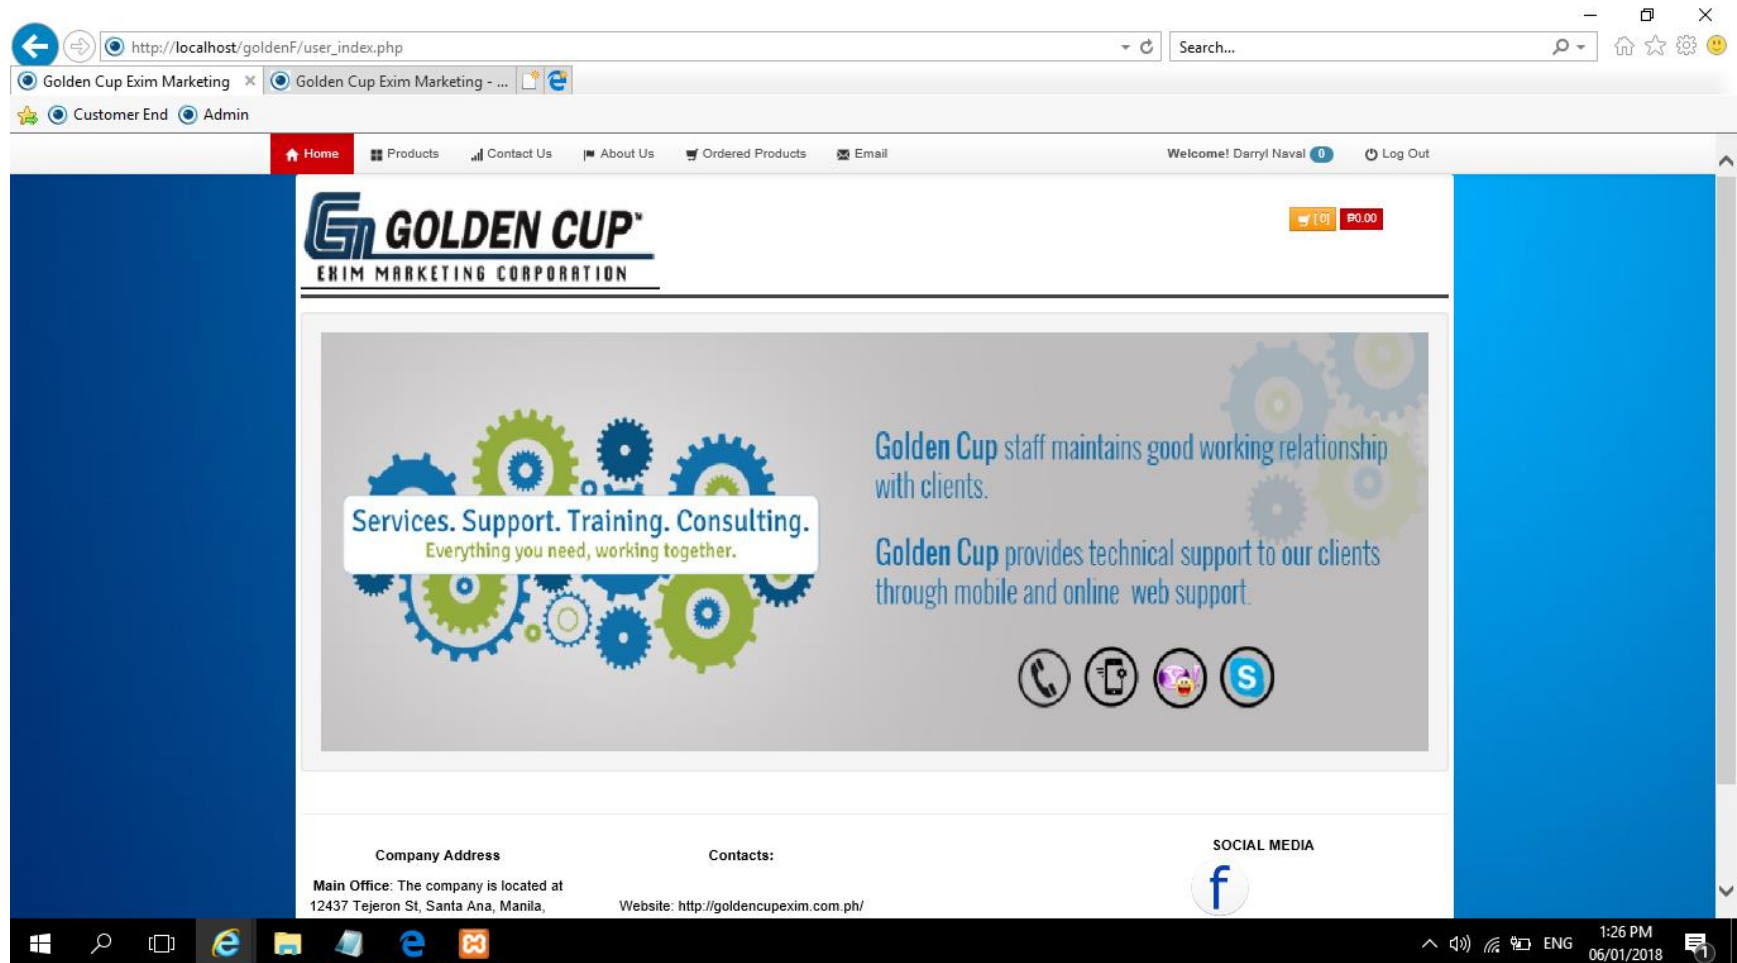 http://localhost/goldenF/user_index.php
Search...
Golden Cup Exim Marketing
Golden Cup Exim Marketing - ...
Customer End
Admin
Home
Products
Contact Us
About Us
Ordered Products
Email
Welcome! Darryl Naval 0
Log Out
GOLDEN CUP™
EXIM MARKETING CORPORATION
[ 0]
₱0.00
Services. Support. Training. Consulting.
Everything you need, working together.
Golden Cup staff maintains good working relationship
with clients.
Golden Cup provides technical support to our clients
through mobile and online web support.
Company Address
Main Office: The company is located at
12437 Tejeron St, Santa Ana, Manila,
Contacts:
Website: http://goldencupexim.com.ph/
SOCIAL MEDIA
f
ENG
1:26 PM
06/01/2018
1